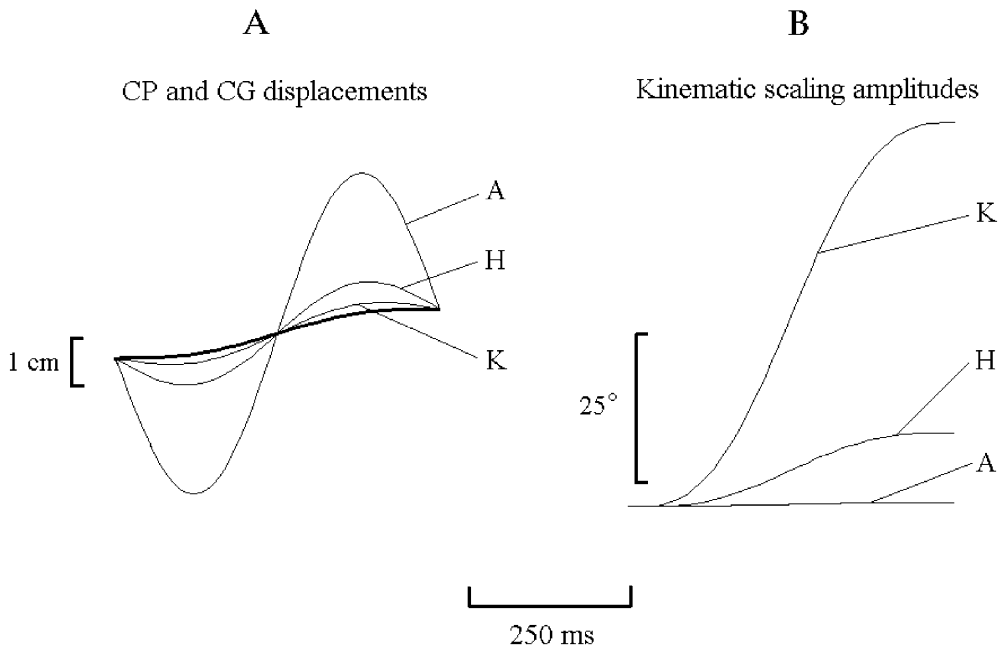 A
B
CP and CG displacements
Kinematic scaling amplitudes
A
H
K
1 cm
K
H
A
25°
250 ms